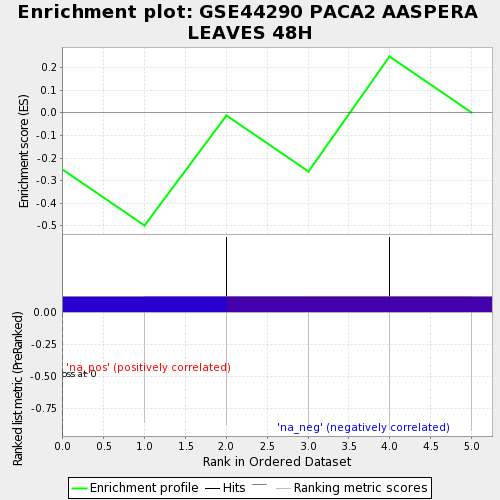 Enrichment plot: GSE44290 PACA2 AASPERA
LEAVES 48H
Enrichment score (ES)
0.2
0.1
0.0
-0.1
-0.2
-0.3
-0.4
-0.5
Ranked list metric (PreRanked)
0.00
-0.25
-0.50
-0.75
'na_pos' (positively correlated)
oss at 0
'na_neg' (negatively correlated)
0.0 0.5 1.0 1.5 2.0 2.5 3.0 3.5 4.0 4.5 5.0
Rank in Ordered Dataset
Enrichment profile Hits Ranking metric scores